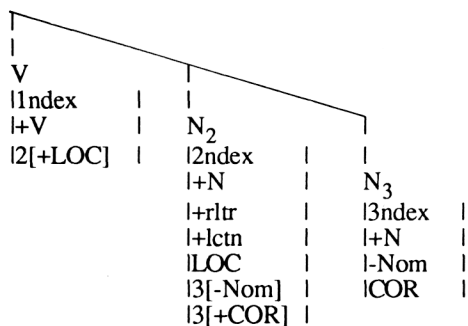 V
1ndex
+V
2[+LOC]
N2
2ndex
+N
+rltr
+lctn
LOC
3[-Nom]
3[+COR]
N3
3ndex
+N
-Nom
COR